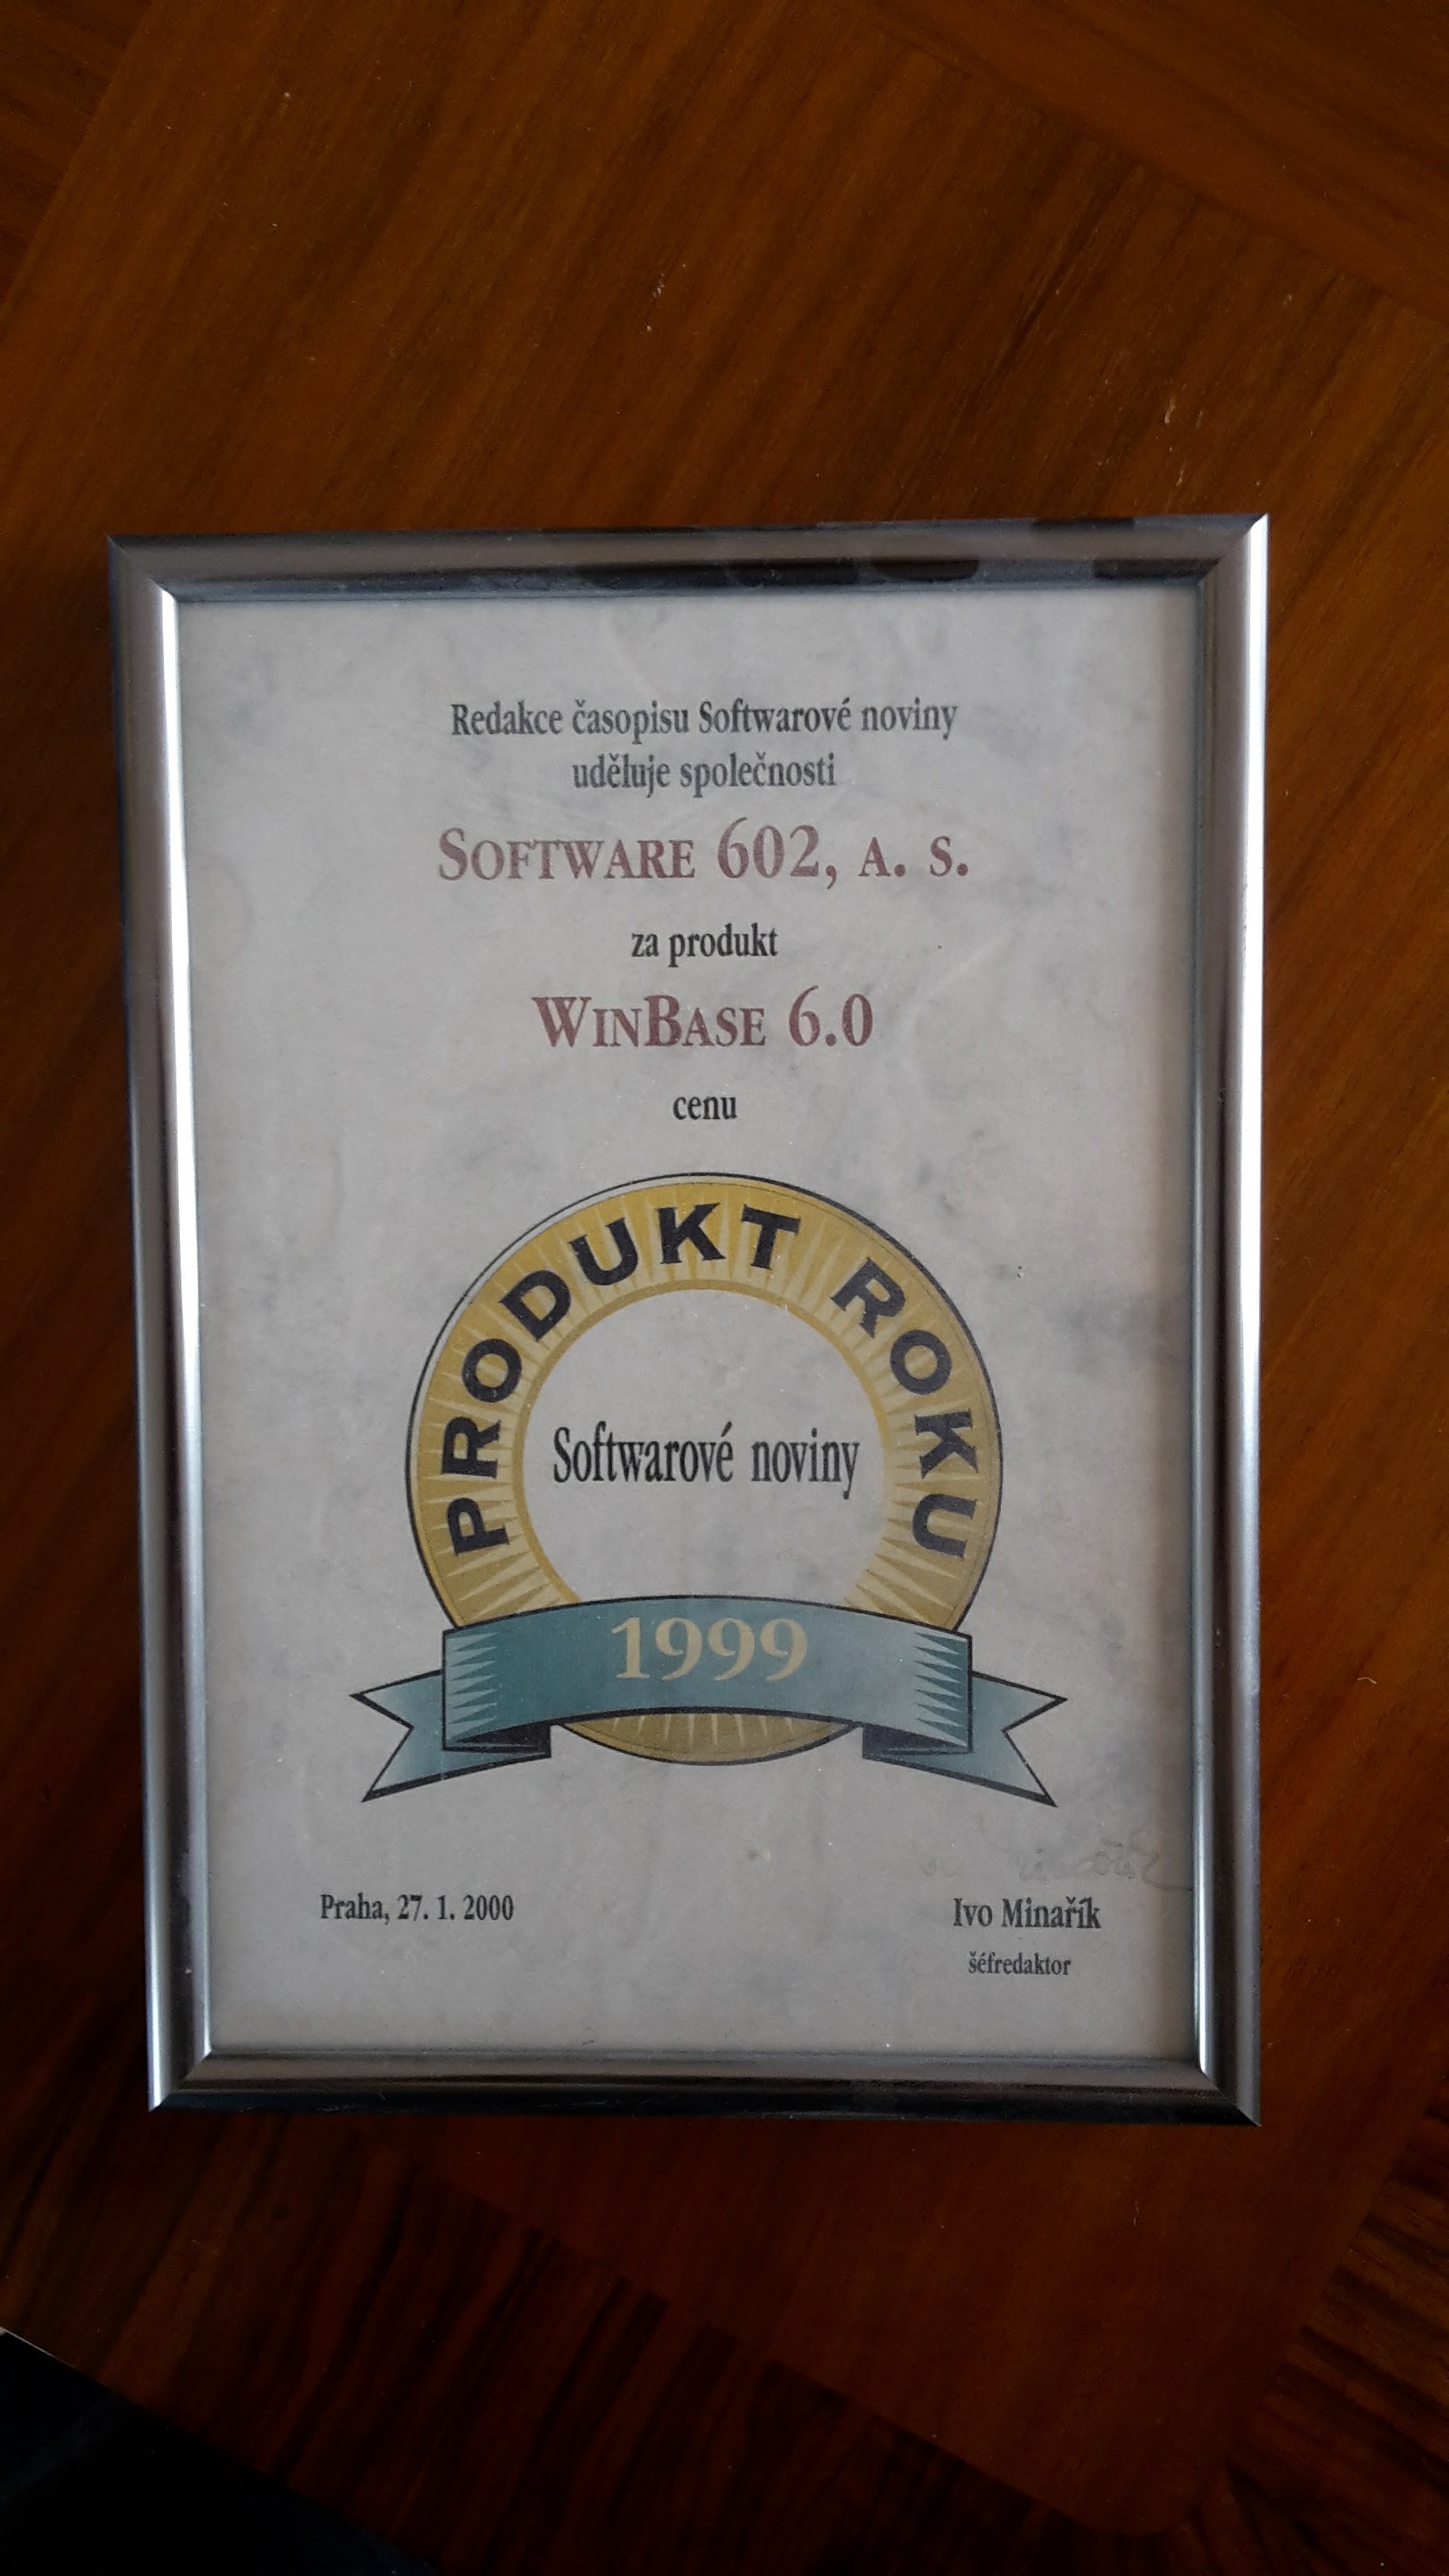 Redakce časopisu Softwarové noviny
uděluje společnosti
SOFTWARE 602, A. S.
za produkt
WINBASE 6.0
cenu
PRODUKT ROKU
Softwarové noviny
1999
Praha, 27. 1. 2000
Ivo Minařík
šéfredaktor